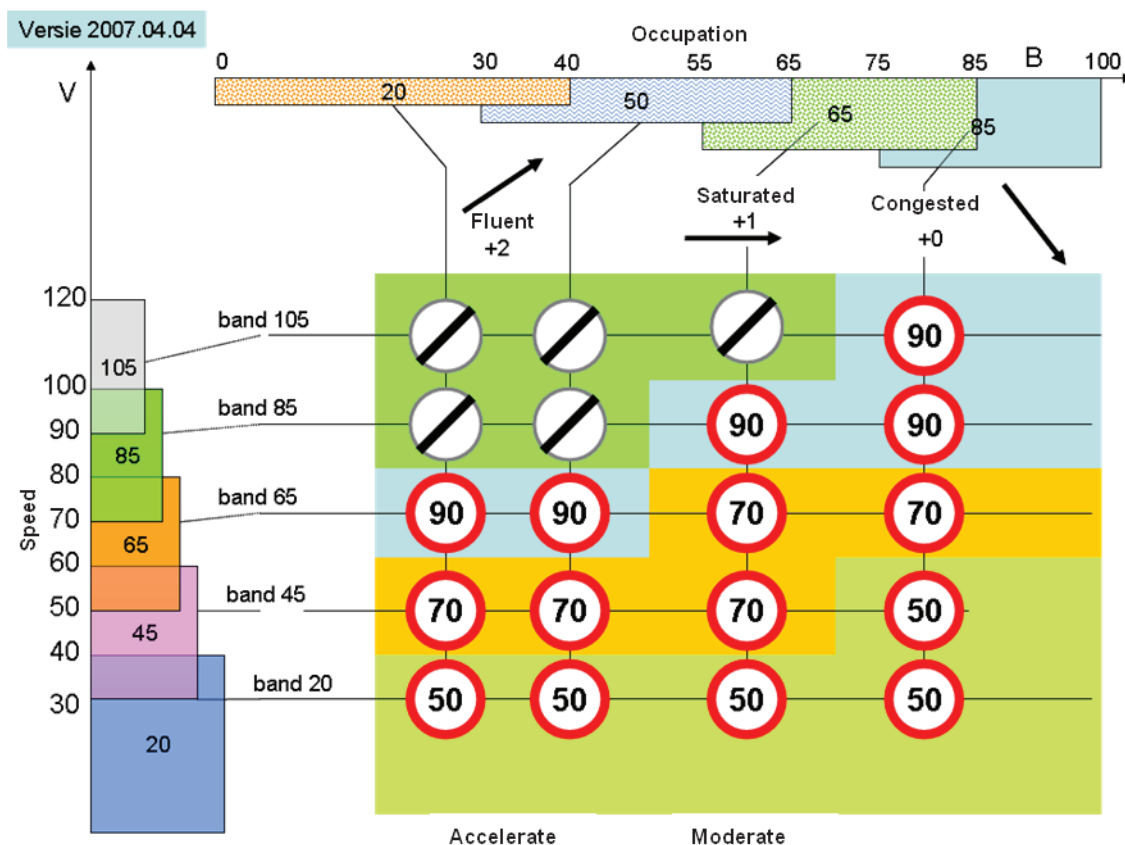 Versie 2007.04.04
Occupation
0 30 40 55 65 75 85 B 100
V
20 50 65 85
Fluent
+2
Saturated
+1
Congested
+0
120
band 105
90
105
100
band 85
90 90
90
85
80
band 65
90 90 70 70
70
65
Speed
60
band 45
70 70 70 50
50
45
40
band 20
50 50 50 50
30
20
Accelerate Moderate